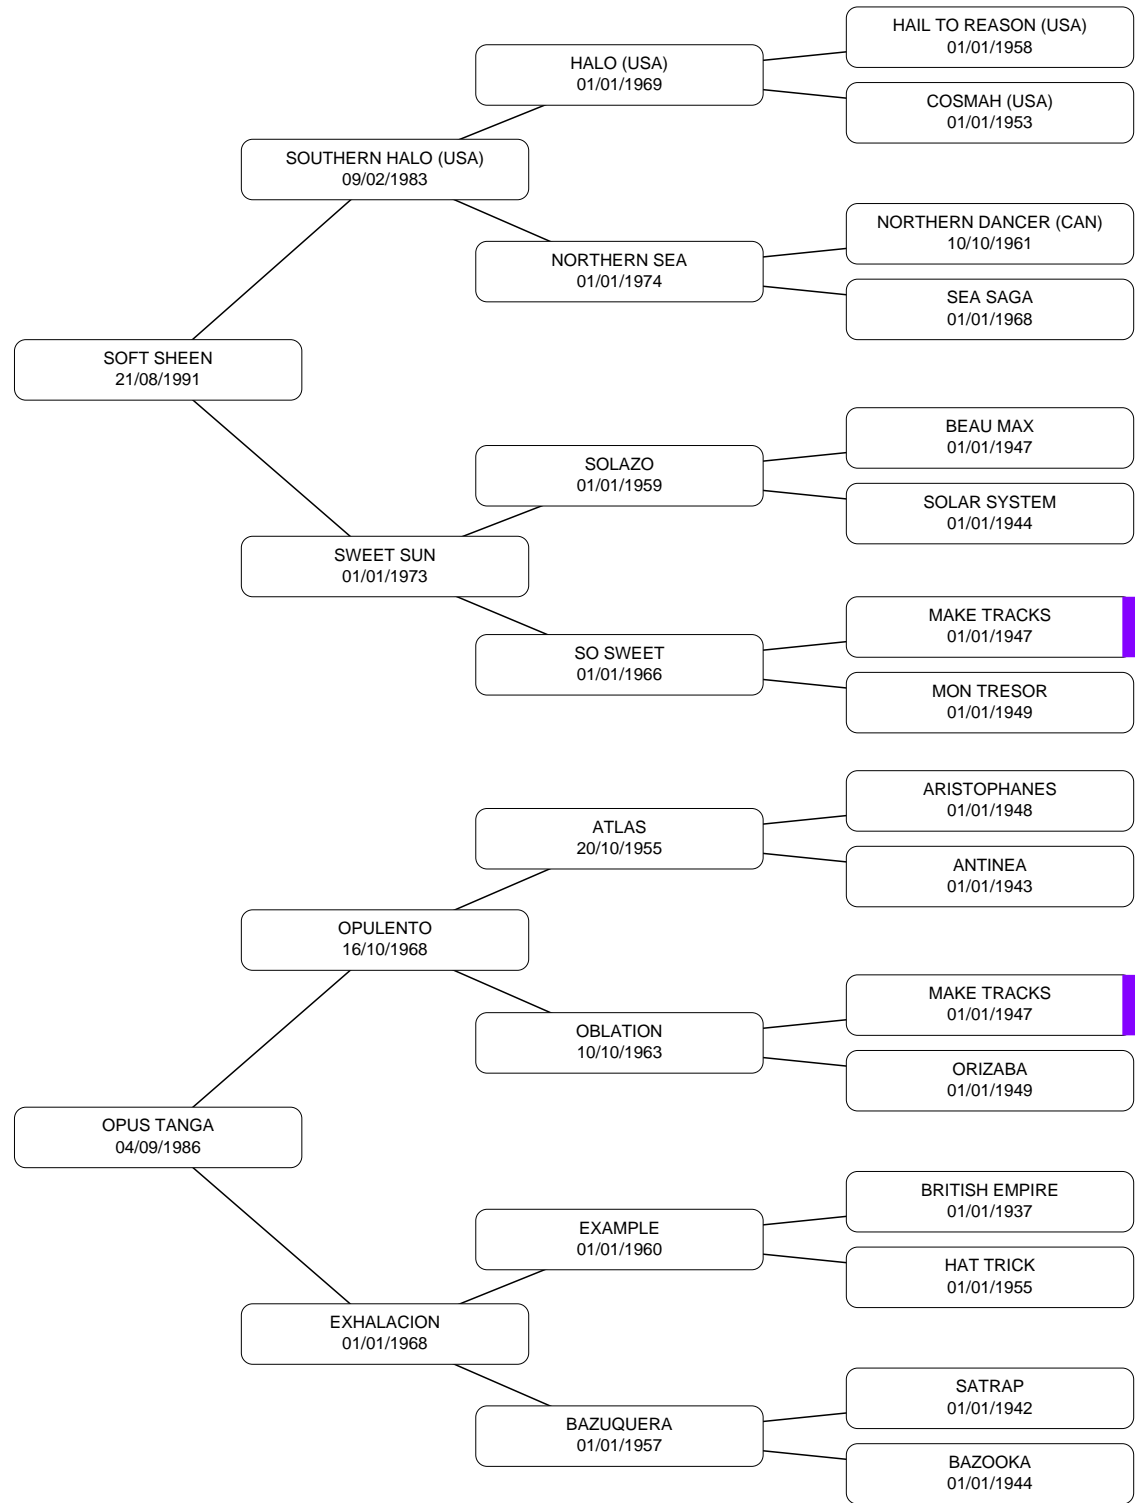 HAIL TO REASON (USA)
01/01/1958
HALO (USA)
01/01/1969
COSMAH (USA)
01/01/1953
SOUTHERN HALO (USA)
09/02/1983
NORTHERN DANCER (CAN)
10/10/1961
NORTHERN SEA
01/01/1974
SEA SAGA
01/01/1968
SOFT SHEEN
21/08/1991
BEAU MAX
01/01/1947
SOLAZO
01/01/1959
SOLAR SYSTEM
01/01/1944
SWEET SUN
01/01/1973
MAKE TRACKS
01/01/1947
SO SWEET
01/01/1966
MON TRESOR
01/01/1949
ARISTOPHANES
01/01/1948
ATLAS
20/10/1955
ANTINEA
01/01/1943
OPULENTO
16/10/1968
MAKE TRACKS
01/01/1947
OBLATION
10/10/1963
ORIZABA
01/01/1949
OPUS TANGA
04/09/1986
BRITISH EMPIRE
01/01/1937
EXAMPLE
01/01/1960
HAT TRICK
01/01/1955
EXHALACION
01/01/1968
SATRAP
01/01/1942
BAZUQUERA
01/01/1957
BAZOOKA
01/01/1944